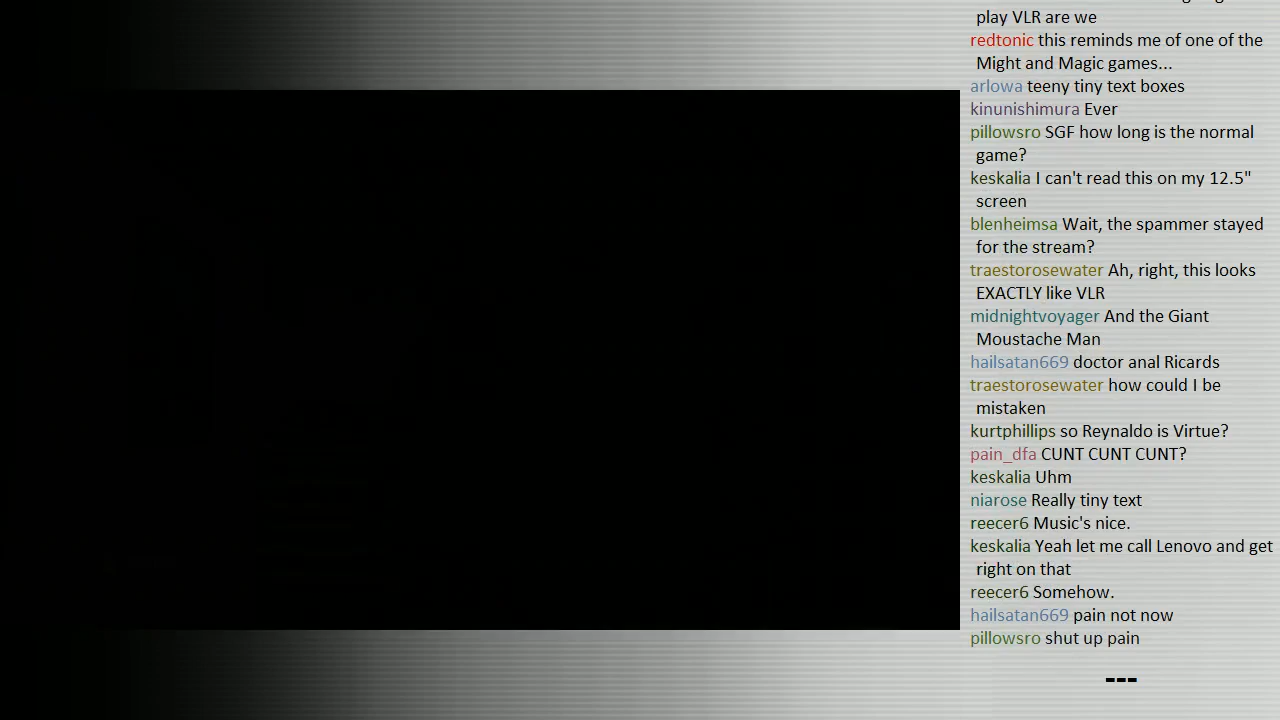 play VLR are we
redtonic this reminds me of one of the
Might and Magic games...
arlowa teeny tiny text boxes
kinunishimura Ever
pillowsro SGF how long is the normal
game?
keskalia I can't read this on my 12.5"
screen
blenheimsa Wait, the spammer stayed
for the stream?
traestorosewater Ah, right, this looks
EXACTLY like VLR
midnightvoyager And the Giant
Moustache Man
hailsatan669 doctor anal Ricards
traestorosewater how could I be
mistaken
kurtphillips so Reynaldo is Virtue?
pain_dfa CUNT CUNT CUNT?
keskalia Uhm
niarose Really tiny text
reecer6 Music's nice.
keskalia Yeah let me call Lenovo and get
right on that
reecer6 Somehow.
hailsatan669 pain not now
pillowsro shut up pain
---